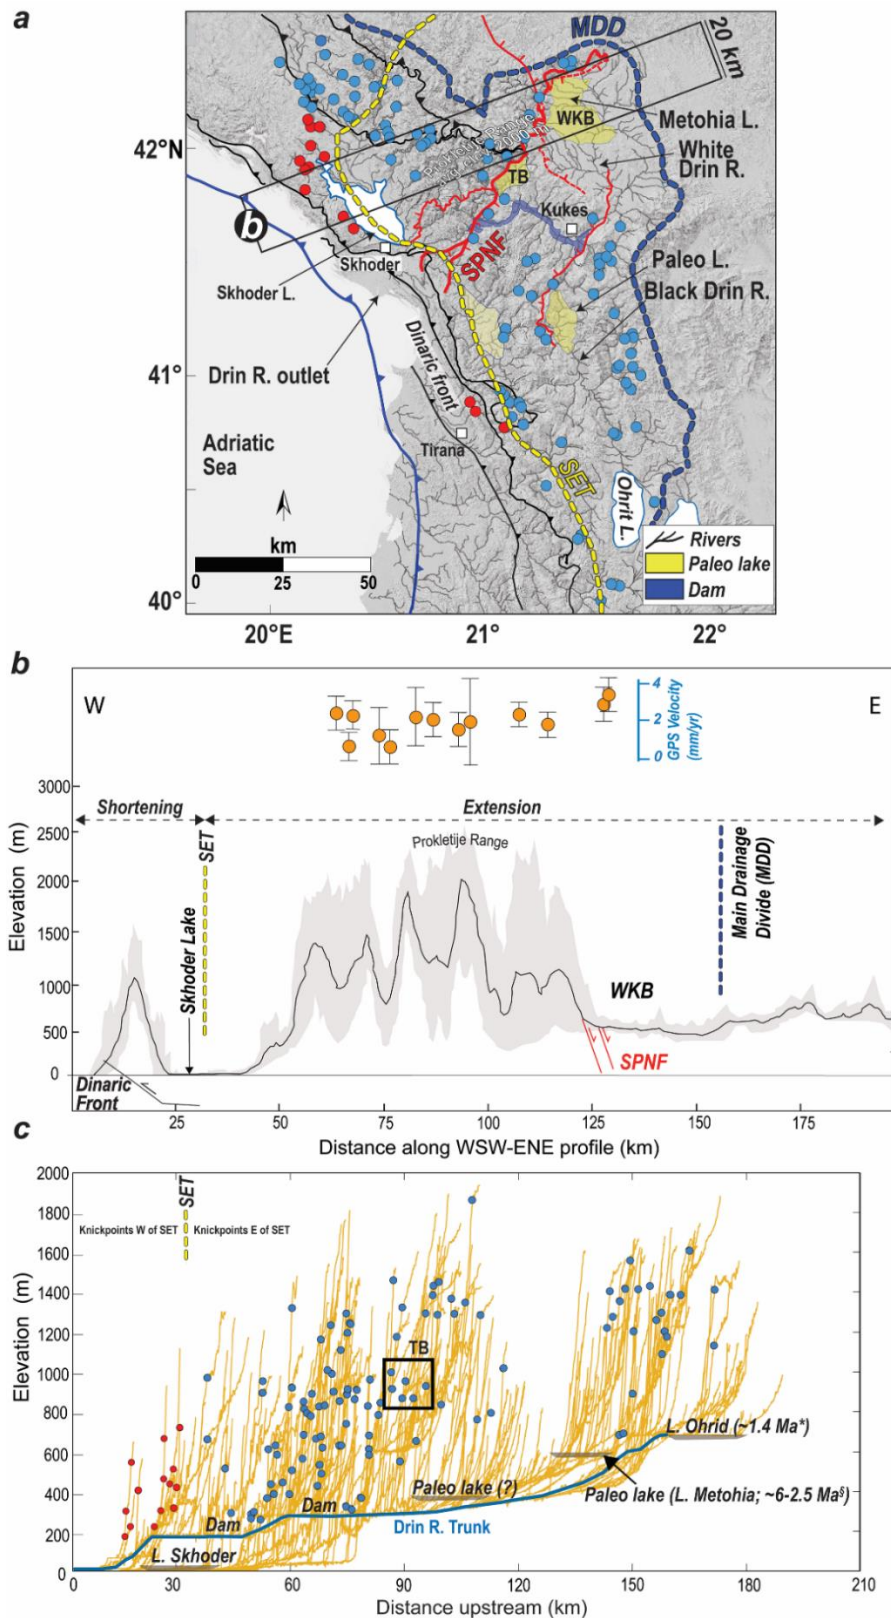 a
MDD
20 km
WKB
Metohia L.
42°N
White
Drin R.
TB
b
Kukes
SPNF
Skhoder
Skhoder L.
Paleo L.
Black Drin R.
Drin R. outlet
Dinaric front
41°
Adriatic
Sea
Tirana
SET
Ohrit L.
km
0 25 50
Rivers
Paleo lake
Dam
40°
20°E 21° 22°
b
W
E
4
2
0
GPS Velocity
(mm/yr)
3000
Shortening
SET
Extension
2500
Prokletije Range
2000
1500
1000
500
0
Elevation (m)
Skhoder Lake
Main Drainage
Divide (MDD)
WKB
SPNF
Dinaric
Front
25 50 75 100 125 150 175
Distance along WSW-ENE profile (km)
c
2000
1800
1600
1400
1200
1000
800
600
400
200
0
Elevation (m)
SET
Knickpoints W of SET
Knickpoints E of SET
TB
L. Ohrid (~1.4 Ma*)
Paleo lake (?)
Paleo lake (L. Metohia; ~6-2.5 Ma§)
Dam
Dam
Drin R. Trunk
L. Skhoder
0 30 60 90 120 150 180 210
Distance upstream (km)